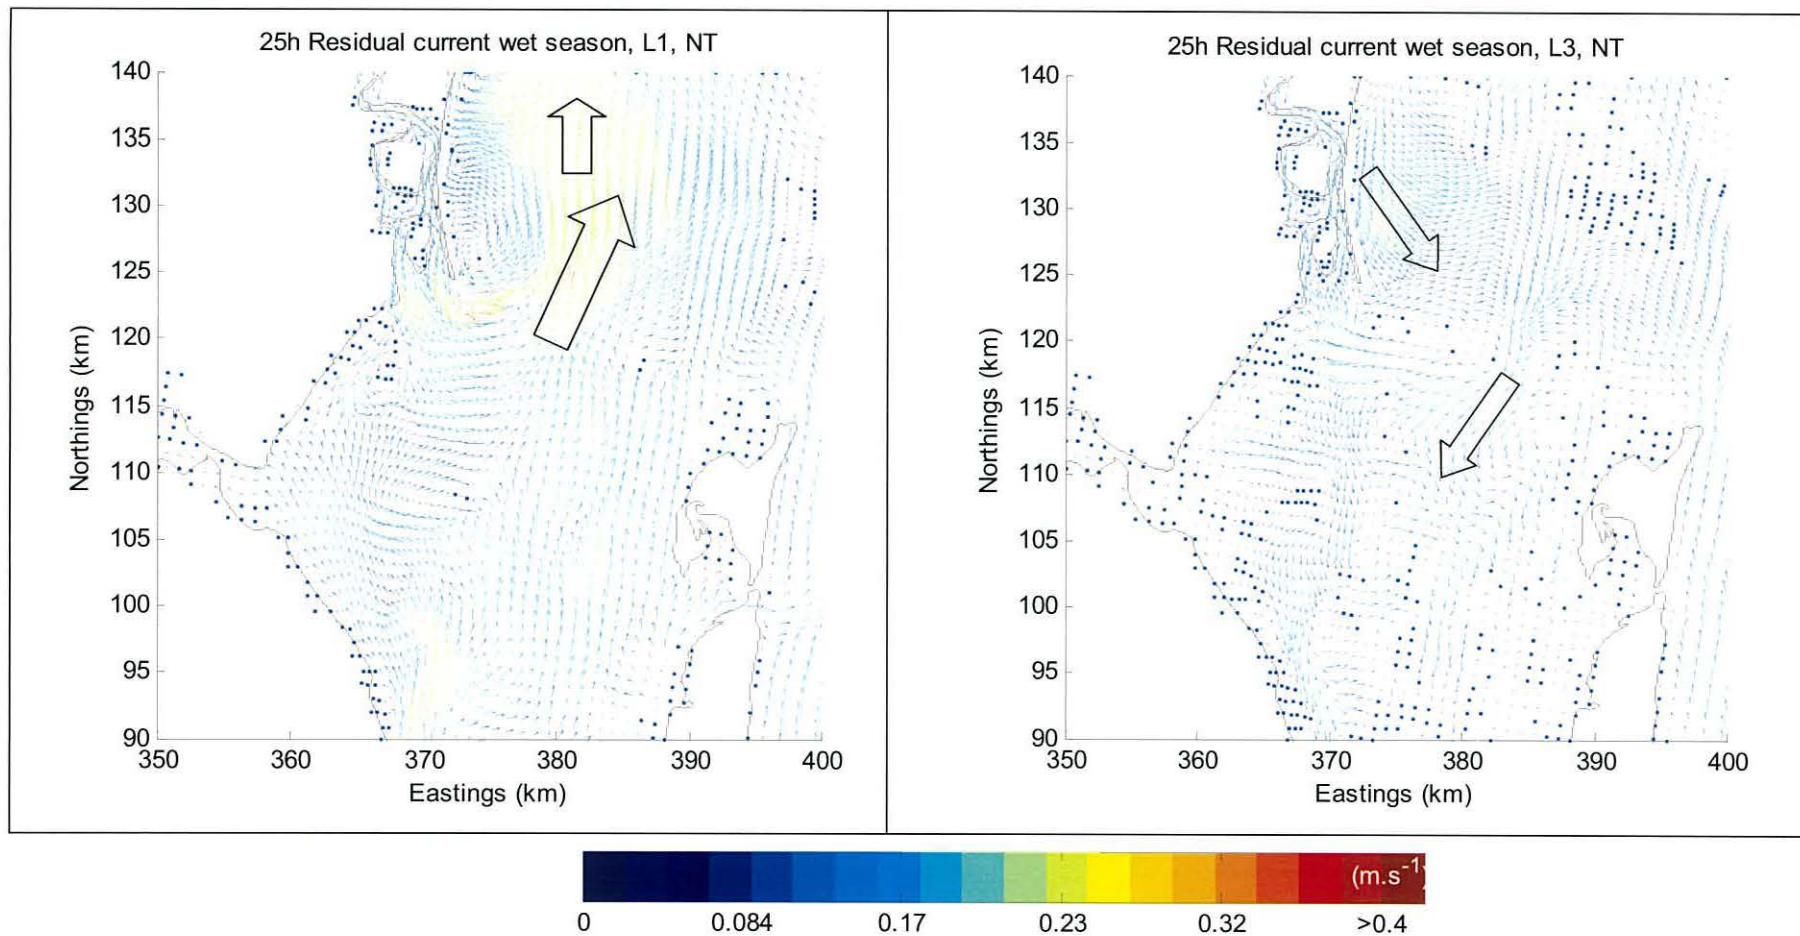 25h Residual current wet season, L1, NT
140
135
130
125
120
115
110
105
100
95
90
Northings (km)
350 360 370 380 390 400
Eastings (km)
25h Residual current wet season, L3, NT
140
135
130
125
120
115
110
105
100
95
90
Northings (km)
350 360 370 380 390 400
Eastings (km)
(m.s⁻¹)
0 0.084 0.17 0.23 0.32 >0.4